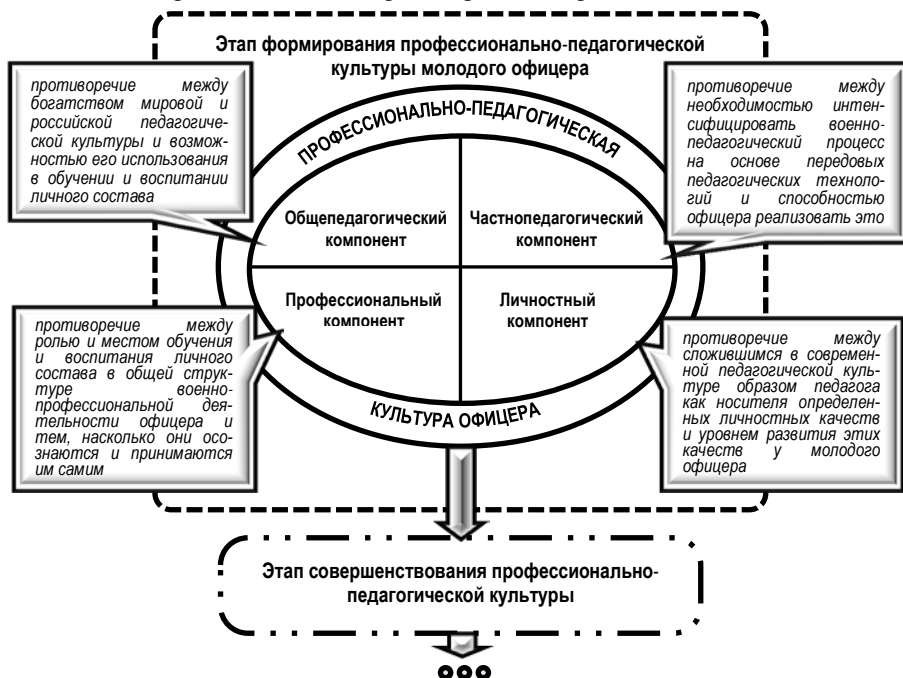 Этап формирования профессионально-педагогической
культуры молодого офицера
противоречие между
богатством мировой и
российской педагогиче-
ской культуры и возмож-
ностью его использования
в обучении и воспитании
личного состава
противоречие между
необходимостью интен-
сифицировать военно-
педагогический процесс
на основе передовых
педагогических техноло-
гий и способностью
офицера реализовать это
ПРОФЕССИОНАЛЬНО-ПЕДАГОГИЧЕСКАЯ
Общепедагогический
компонент
Частнопедагогический
компонент
Профессиональный
компонент
Личностный
компонент
КУЛЬТУРА ОФИЦЕРА
противоречие между
ролью и местом обучения
и воспитания личного
состава в общей струк-
туре военно-
профессиональной дея-
тельности офицера и
тем, насколько они осо-
знаются и принимаются
им самим
противоречие между
сложившимся в современ-
ной педагогической куль-
туре образом педагога
как носителя определен-
ных личностных качеств
и уровнем развития этих
качеств у молодого
офицера
Этап совершенствования профессионально-
педагогической культуры